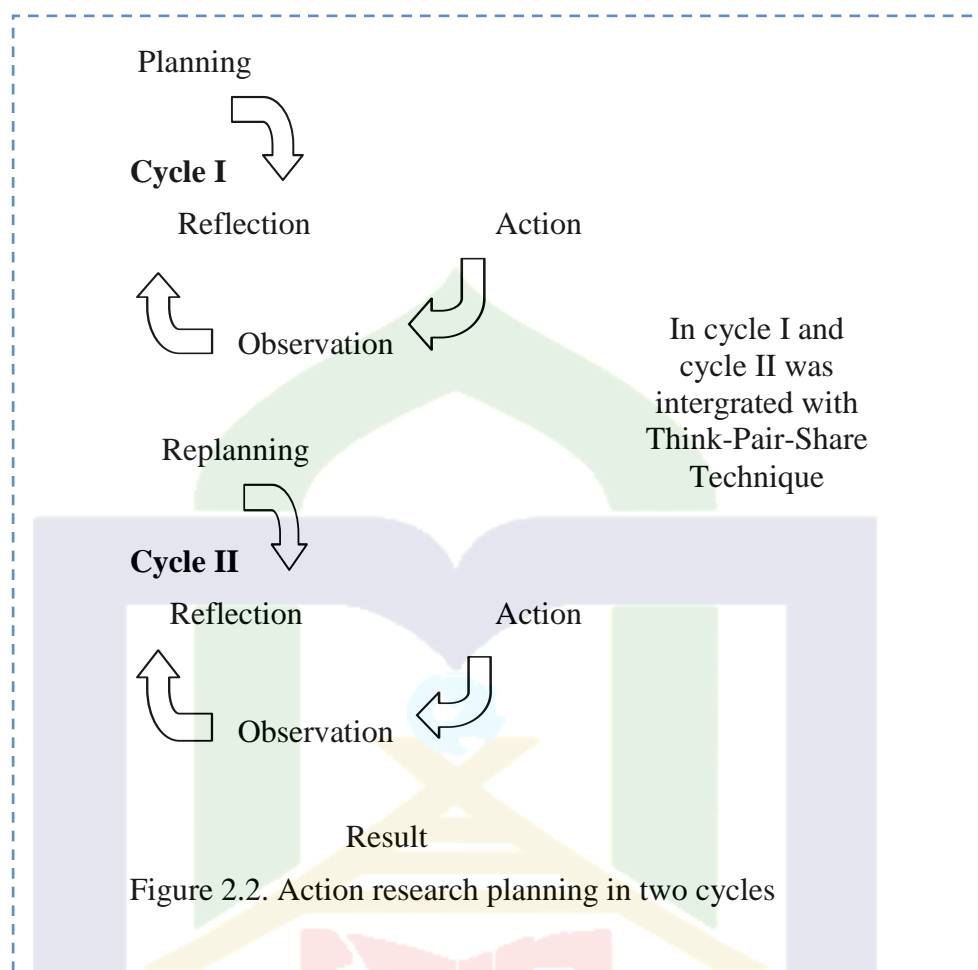 Planning
Cycle I
Reflection Action
Observation
In cycle I and
cycle II was
intergrated with
Think-Pair-Share
Technique
Replanning
Cycle II
Reflection Action
Observation
Result
Figure 2.2. Action research planning in two cycles